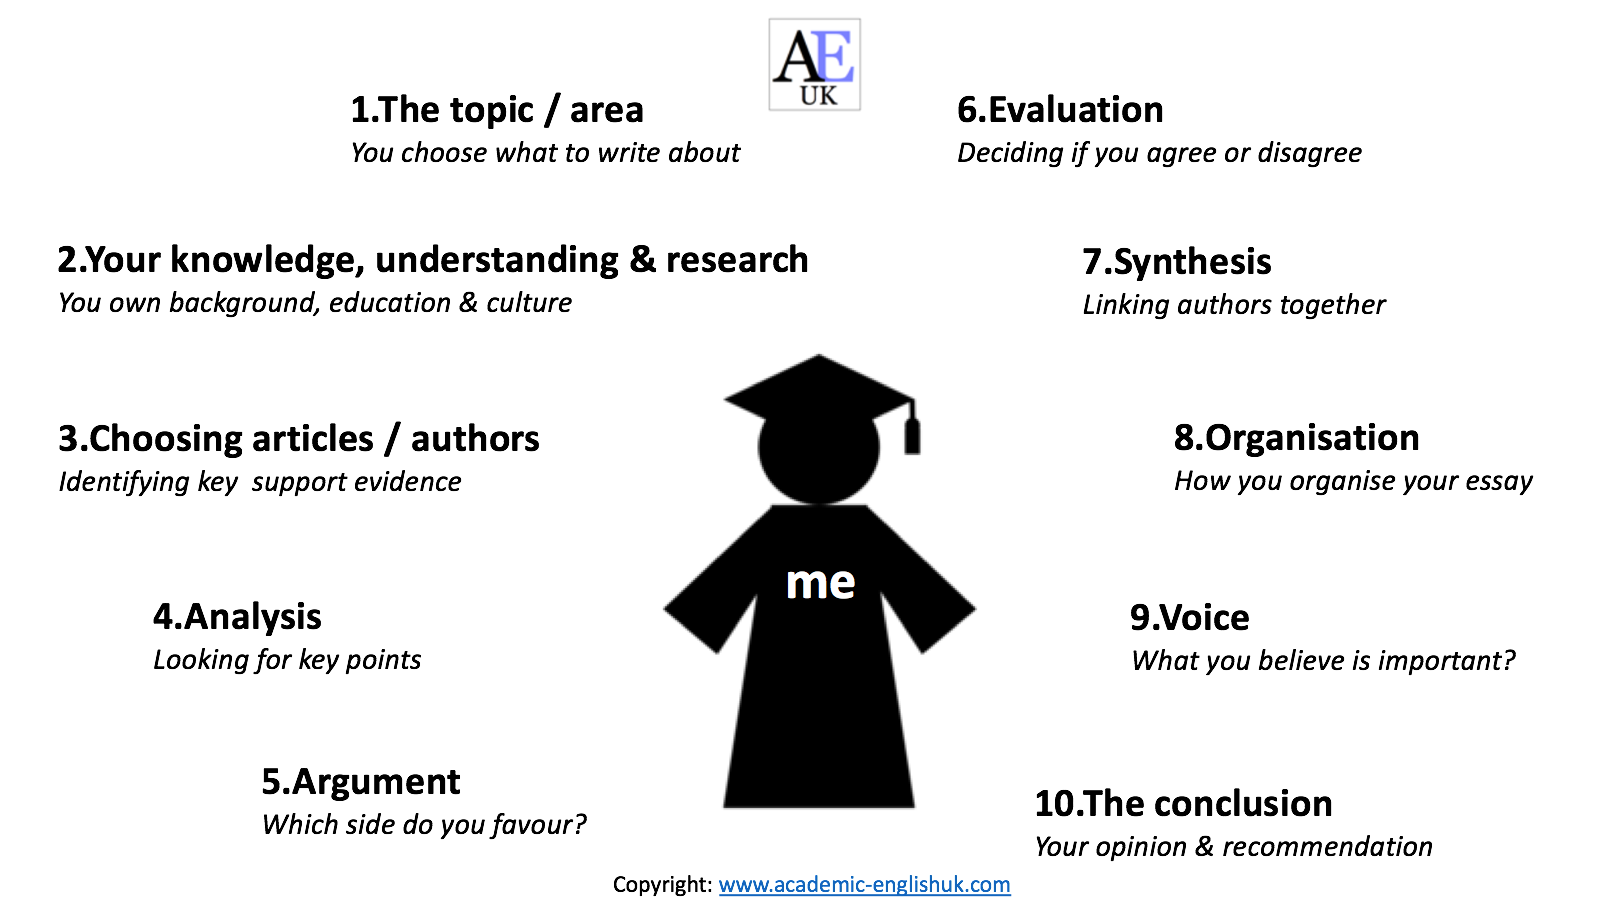 AE
UK
1.The topic / area
You choose what to write about
2.Your knowledge, understanding & research
You own background, education & culture
3.Choosing articles / authors
Identifying key  support evidence
4.Analysis
Looking for key points
5.Argument
Which side do you favour?
6.Evaluation
Deciding if you agree or disagree
7.Synthesis
Linking authors together
8.Organisation
How you organise your essay
9.Voice
What you believe is important?
10.The conclusion
Your opinion & recommendation
me
Copyright: www.academic-englishuk.com